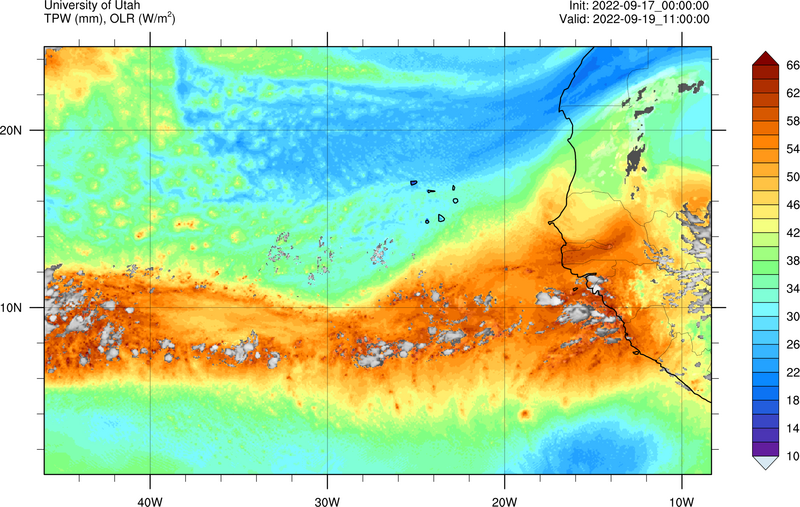 University of Utah
Init: 2022-09-17_00:00:00
TPW (mm), OLR (W/m²)
Valid: 2022-09-19_11:00:00
66
62
20N
58
54
50
46
42
38
34
10N
30
26
22
18
14
10
40W
30W
20W
10W